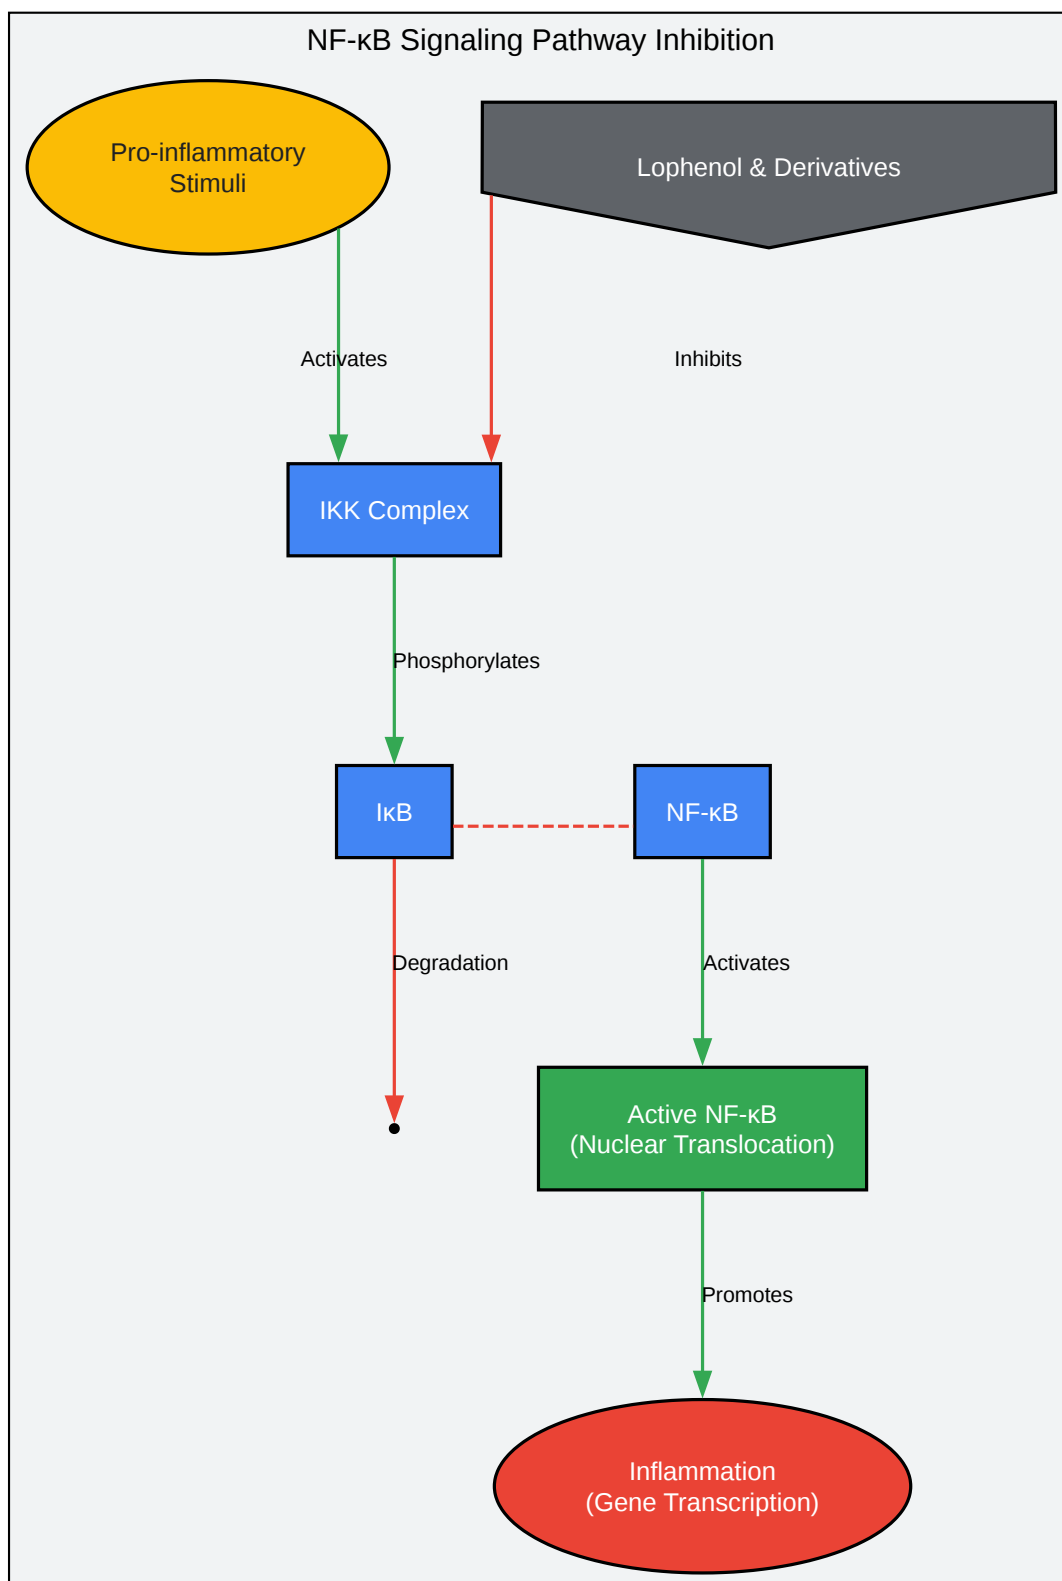 NF-κB Signaling Pathway Inhibition
Pro-inflammatory
Stimuli
Lophenol & Derivatives
Activates
Inhibits
IKK Complex
Phosphorylates
IκB
NF-κB
Degradation
Activates
Active NF-κB
(Nuclear Translocation)
Promotes
Inflammation
(Gene Transcription)